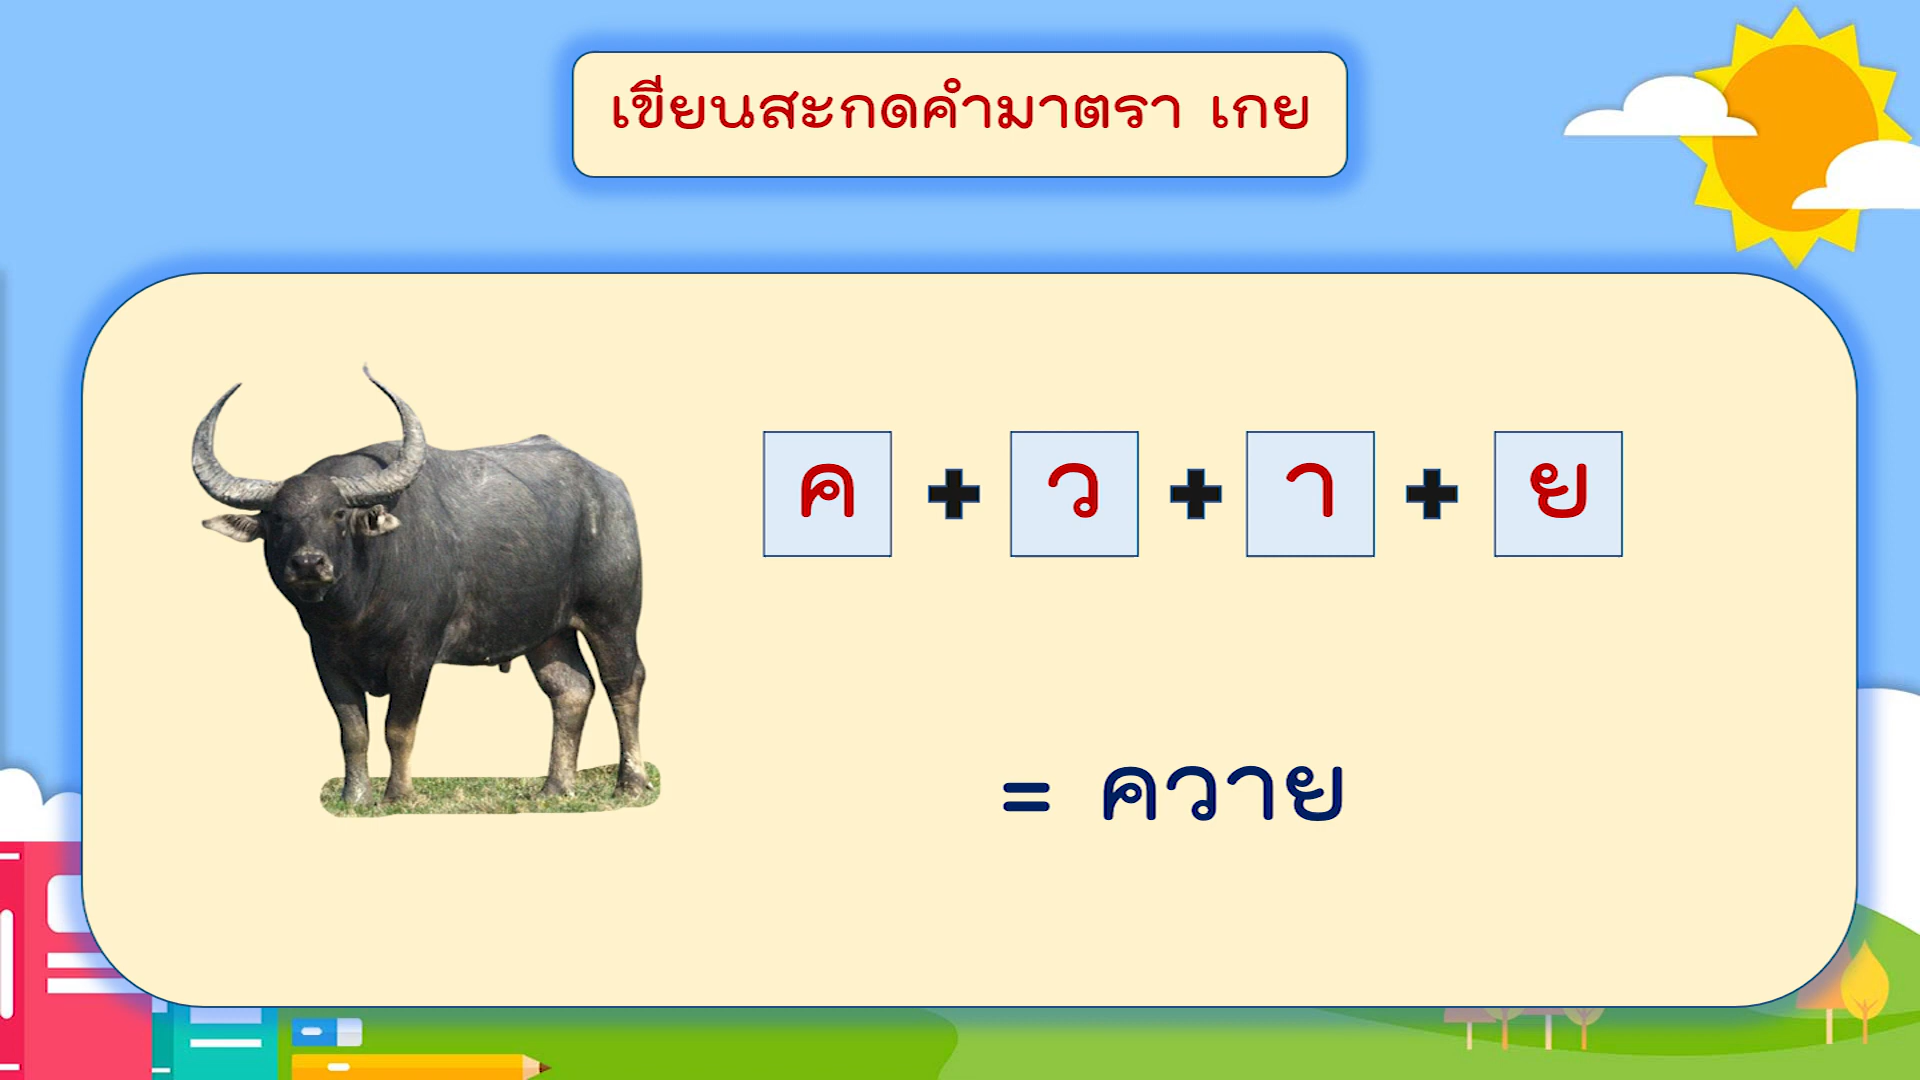 เขียนสะกดคำมาตรา เกย
ค + ว + า + ย
= ควาย